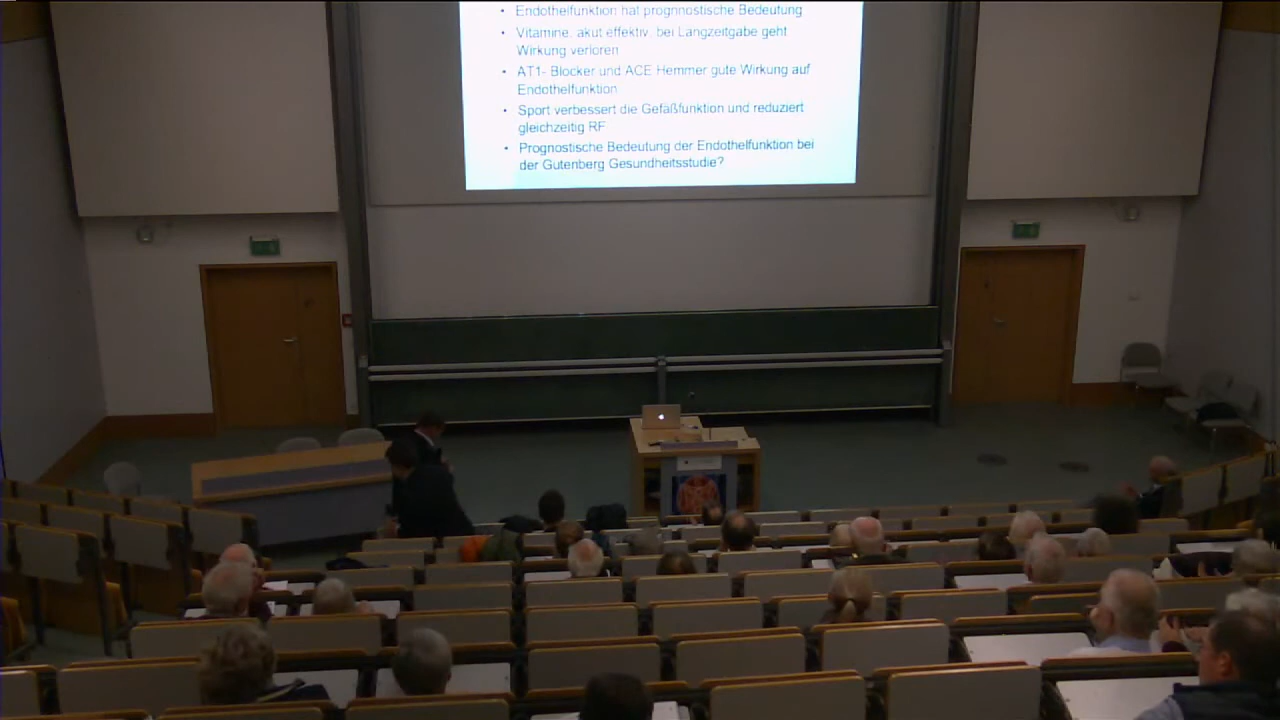 • Endothelfunktion hat prognnostische Bedeutung
• Vitamine, akut effektiv, bei Langzeitgabe geht
Wirkung verloren
• AT1- Blocker und ACE Hemmer gute Wirkung auf
Endothelfunktion
• Sport verbessert die Gefäßfunktion und reduziert
gleichzeitig RF
• Prognostische Bedeutung der Endothelfunktion bei
der Gutenberg Gesundheitsstudie?